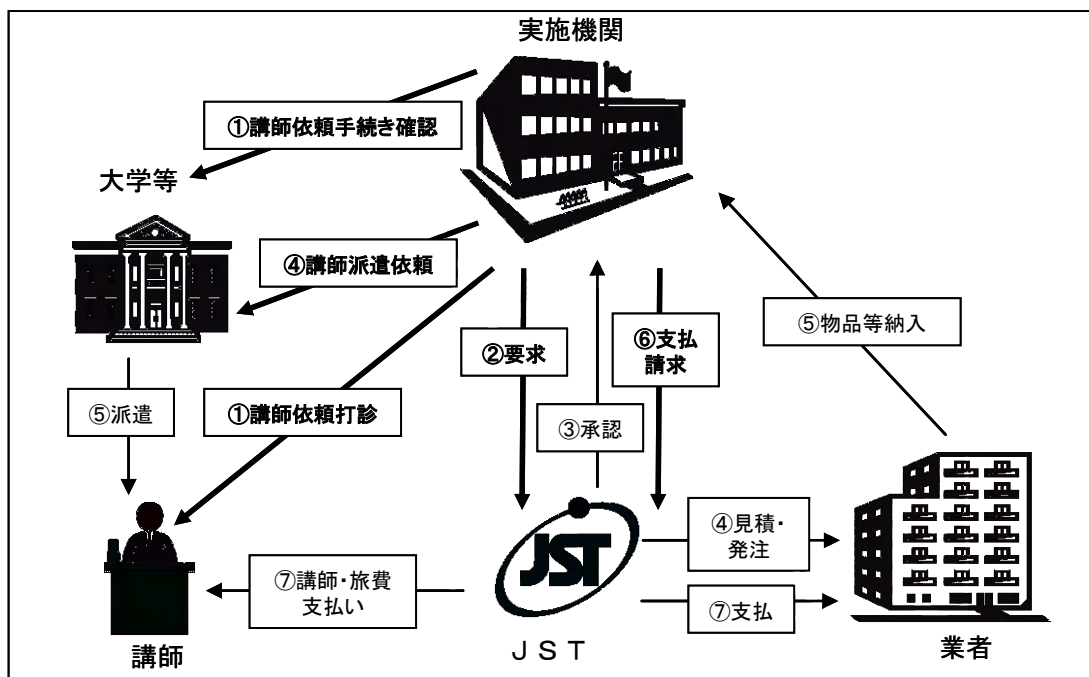 実施機関
①講師依頼手続き確認
大学等
④講師派遣依頼
⑤物品等納入
②要求
⑥支払
請求
⑤派遣
①講師依頼打診
③承認
④見積・
発注
JST
⑦講師・旅費
支払い
⑦支払
講師
ＪＳＴ
業者